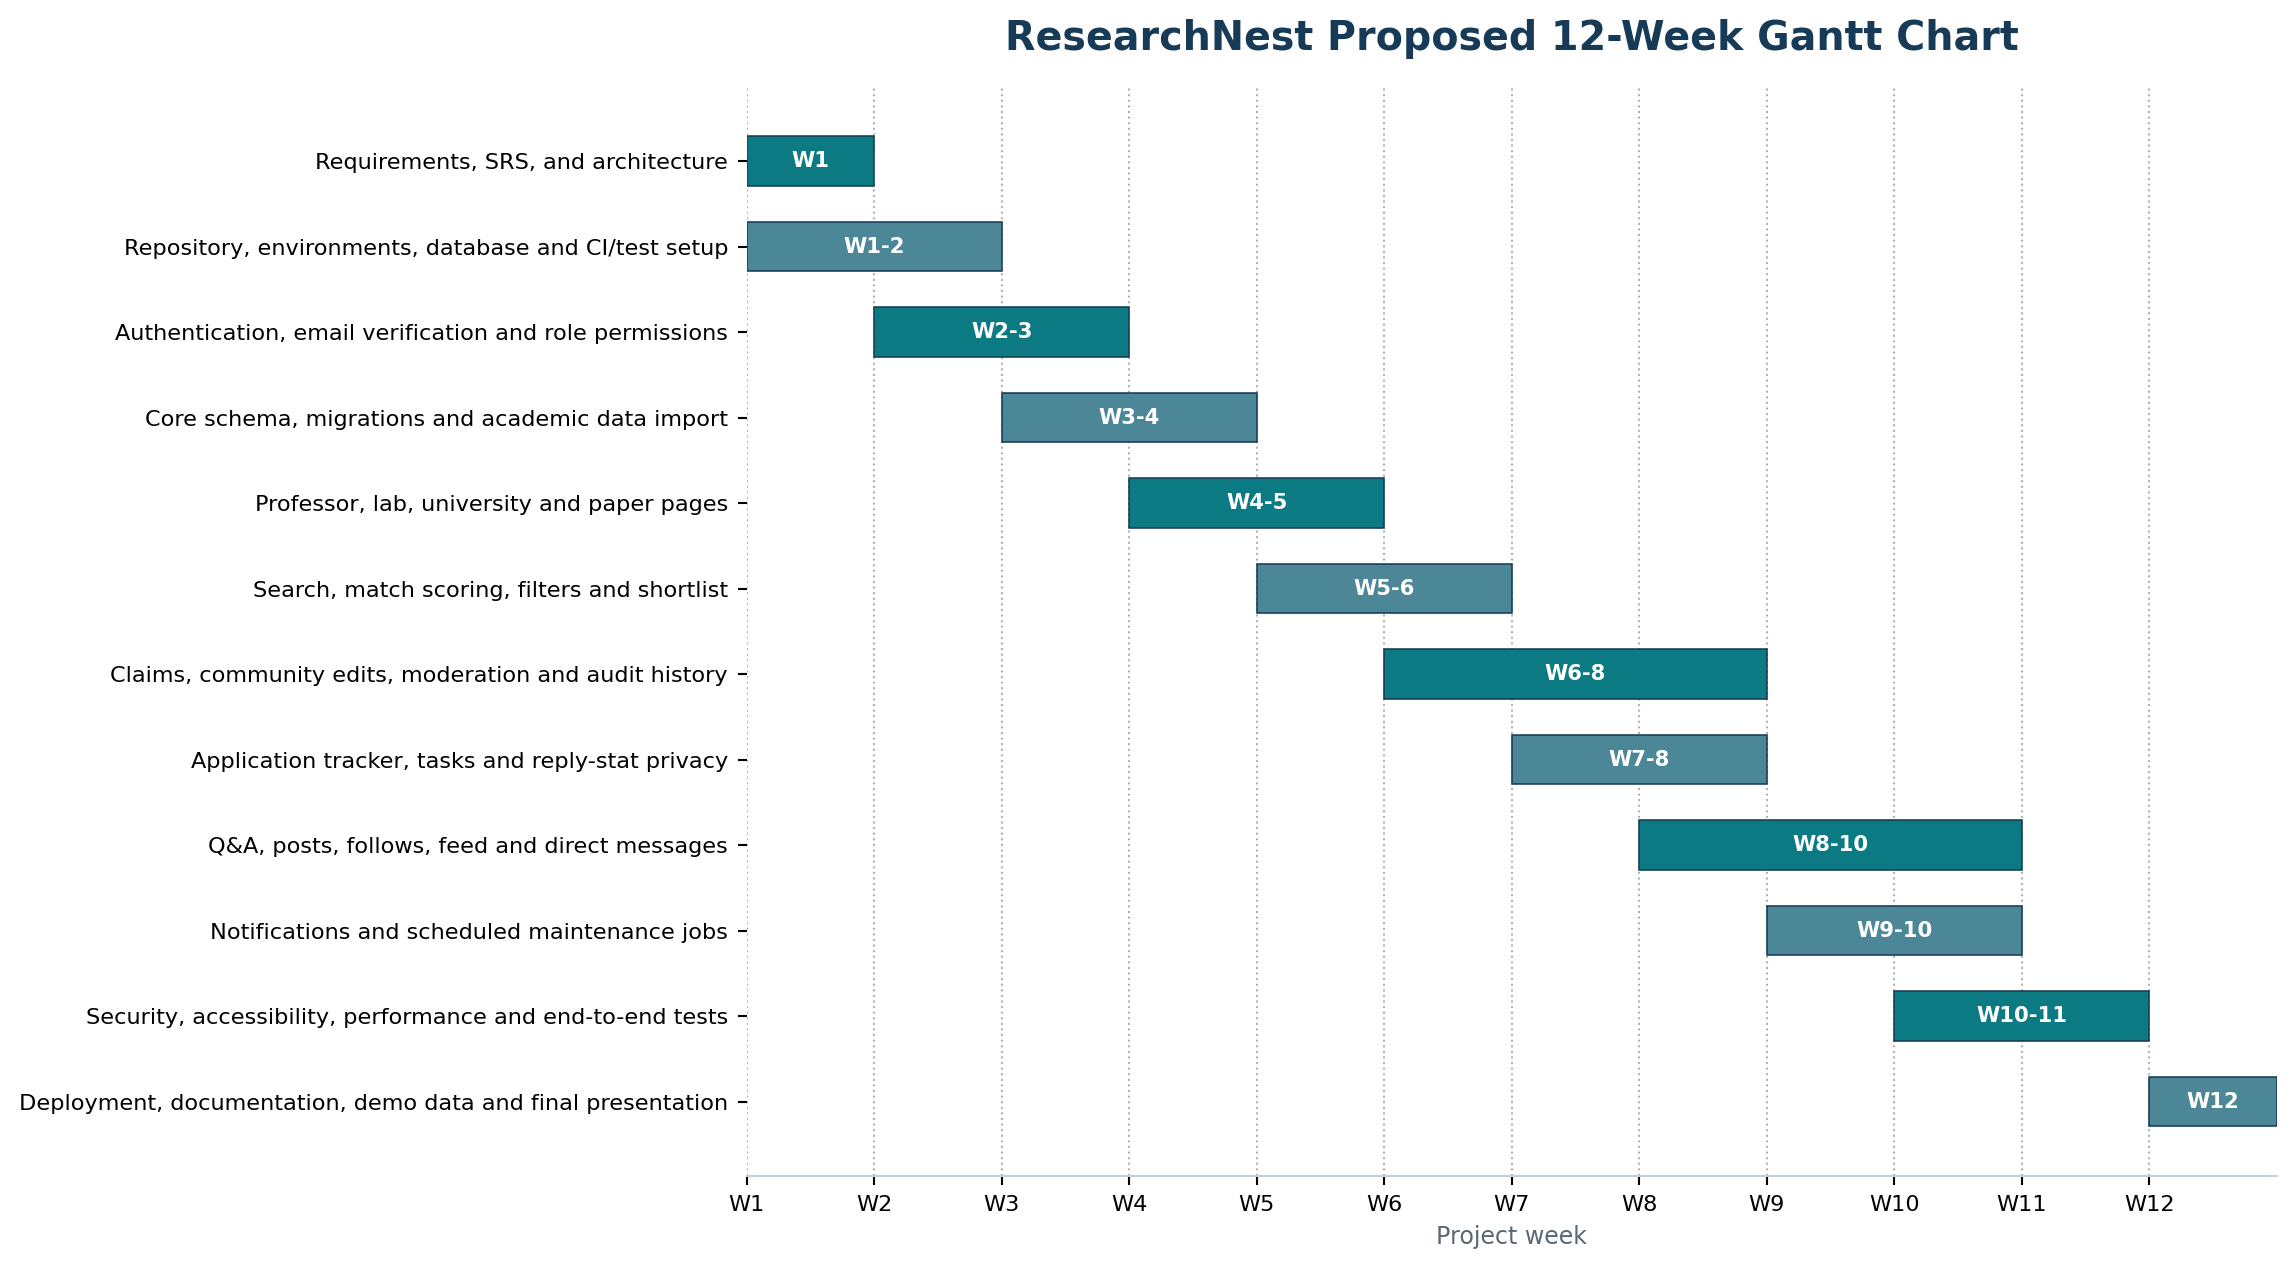 ResearchNest Proposed 12-Week Gantt Chart
Requirements, SRS, and architecture
W1
Repository, environments, database and CI/test setup
W1-2
Authentication, email verification and role permissions
W2-3
Core schema, migrations and academic data import
W3-4
Professor, lab, university and paper pages
W4-5
Search, match scoring, filters and shortlist
W5-6
Claims, community edits, moderation and audit history
W6-8
Application tracker, tasks and reply-stat privacy
W7-8
Q&A, posts, follows, feed and direct messages
W8-10
Notifications and scheduled maintenance jobs
W9-10
Security, accessibility, performance and end-to-end tests
W10-11
Deployment, documentation, demo data and final presentation
W12
W1 W2 W3 W4 W5 W6 W7 W8 W9 W10 W11 W12
Project week